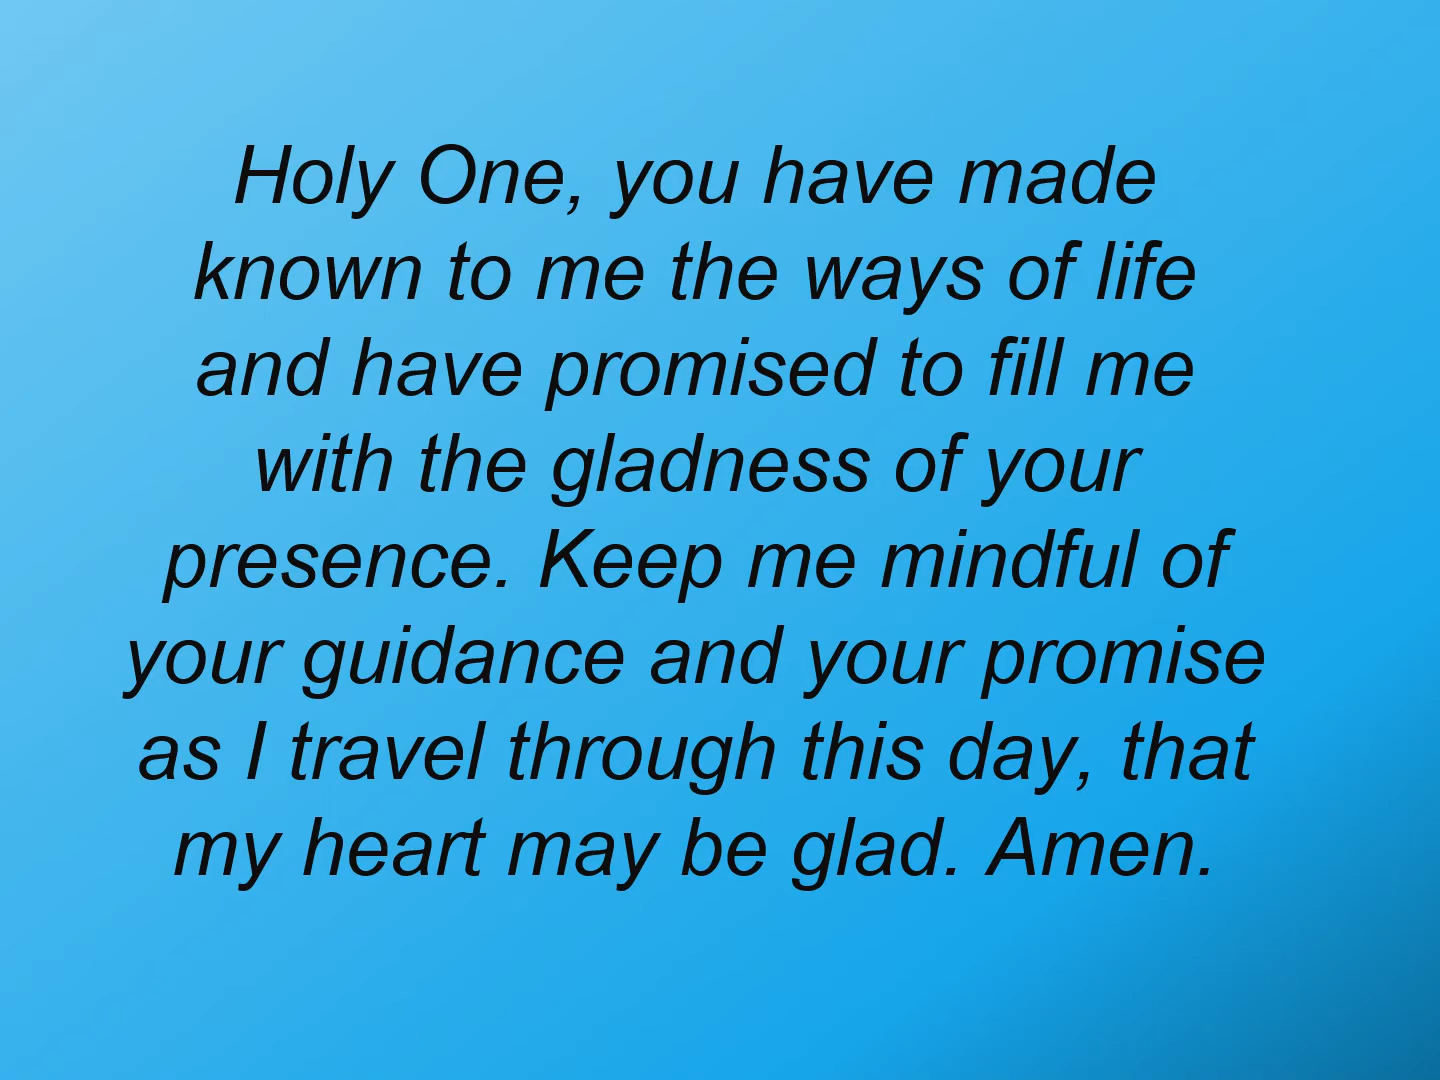 Holy One, you have made
known to me the ways of life
and have promised to fill me
with the gladness of your
presence. Keep me mindful of
your guidance and your promise
as I travel through this day, that
my heart may be glad. Amen.